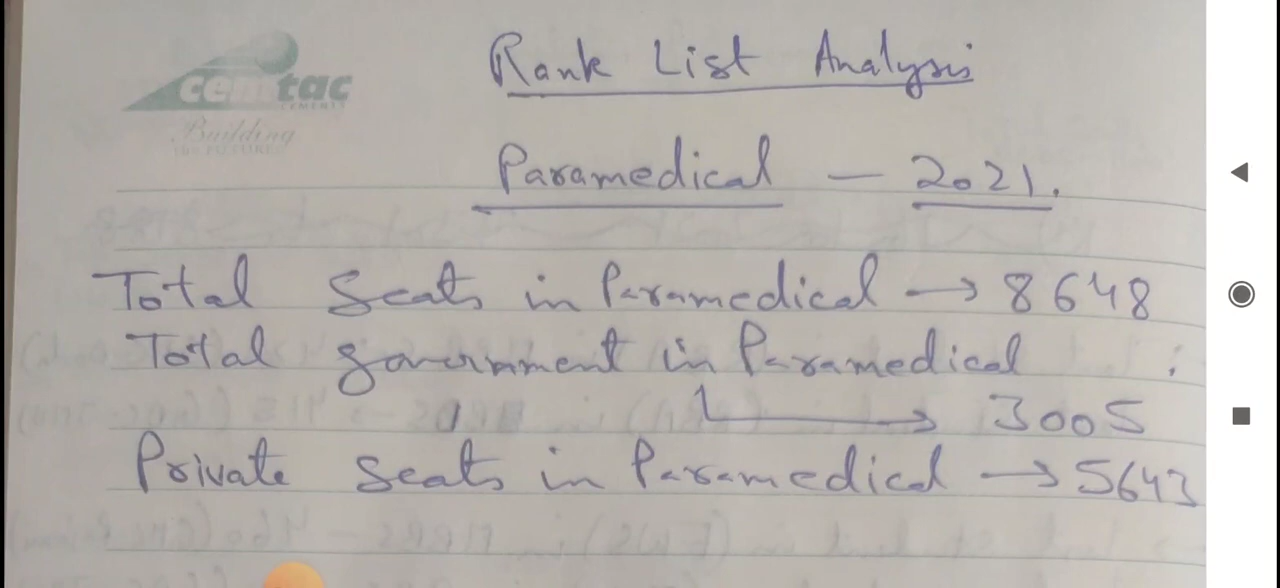 Rank List Analysis
cemtac
CEMENTS
Building
Paramedical – 2021.
Total Seats in Paramedical → 8648
Total government in Paramedical :
→ 3005
Private Seats in Paramedical → 5643